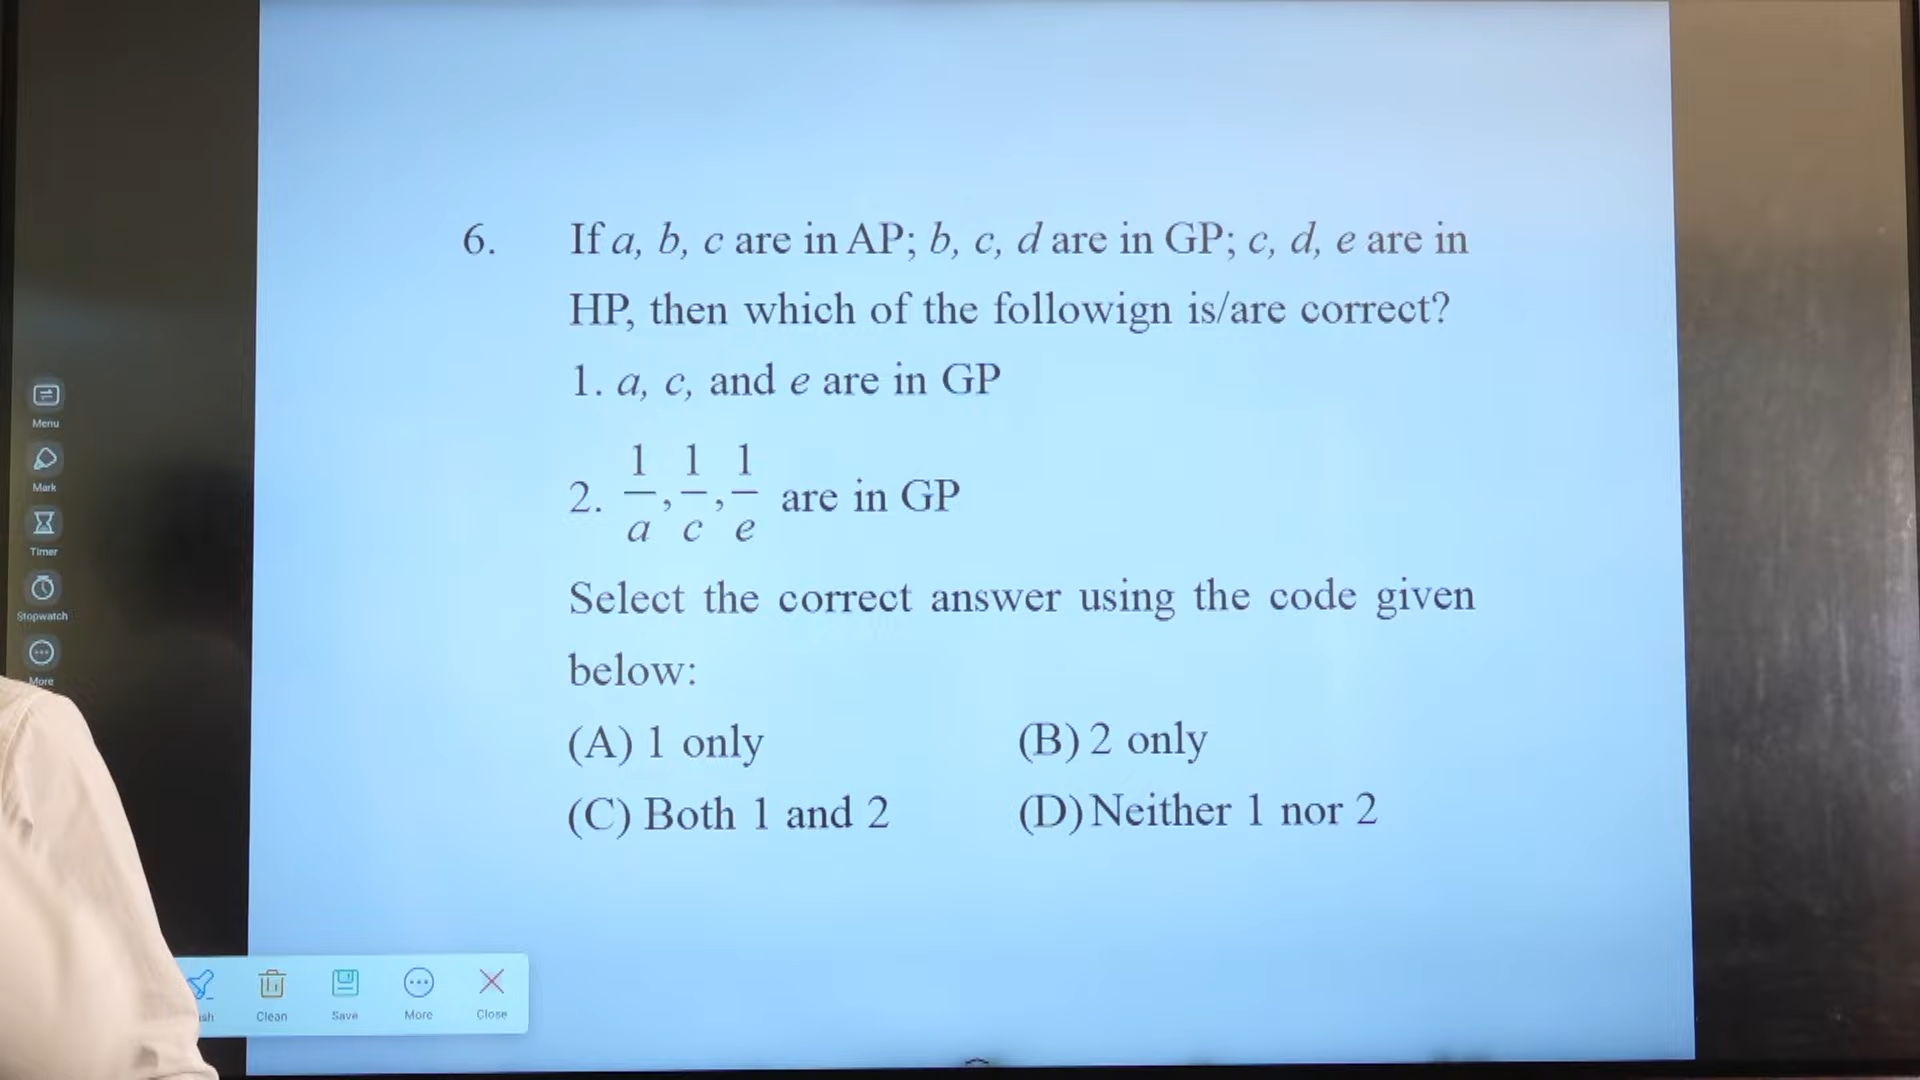 6. If a, b, c are in AP; b, c, d are in GP; c, d, e are in
HP, then which of the followign is/are correct?
1. a, c, and e are in GP
2. 1/a, 1/c, 1/e are in GP
Select the correct answer using the code given
below:
(A) 1 only (B) 2 only
(C) Both 1 and 2 (D) Neither 1 nor 2
Menu
Mark
Timer
Stopwatch
More
Clean Save More Close